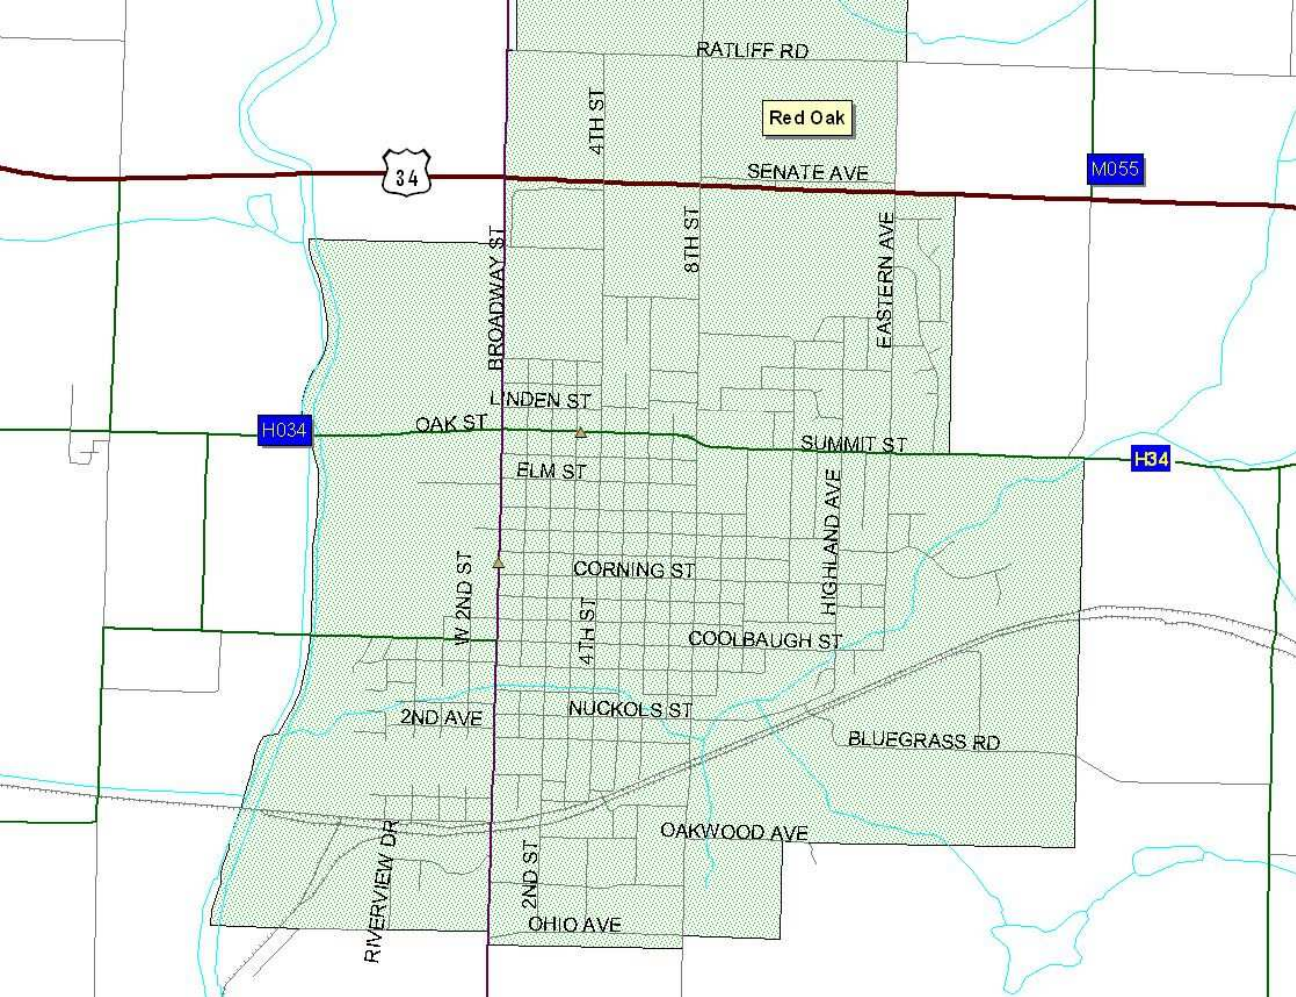 RATLIFF RD
4TH ST
Red Oak
SENATE AVE
M055
34
8TH ST
EASTERN AVE
BROADWAY ST
LINDEN ST
OAK ST
H034
SUMMIT ST
H34
ELM ST
HIGHLAND AVE
W 2ND ST
CORNING ST
4TH ST
COOLBAUGH ST
NUCKOLS ST
2ND AVE
BLUEGRASS RD
OAKWOOD AVE
RIVERVIEW DR
2ND ST
OHIO AVE